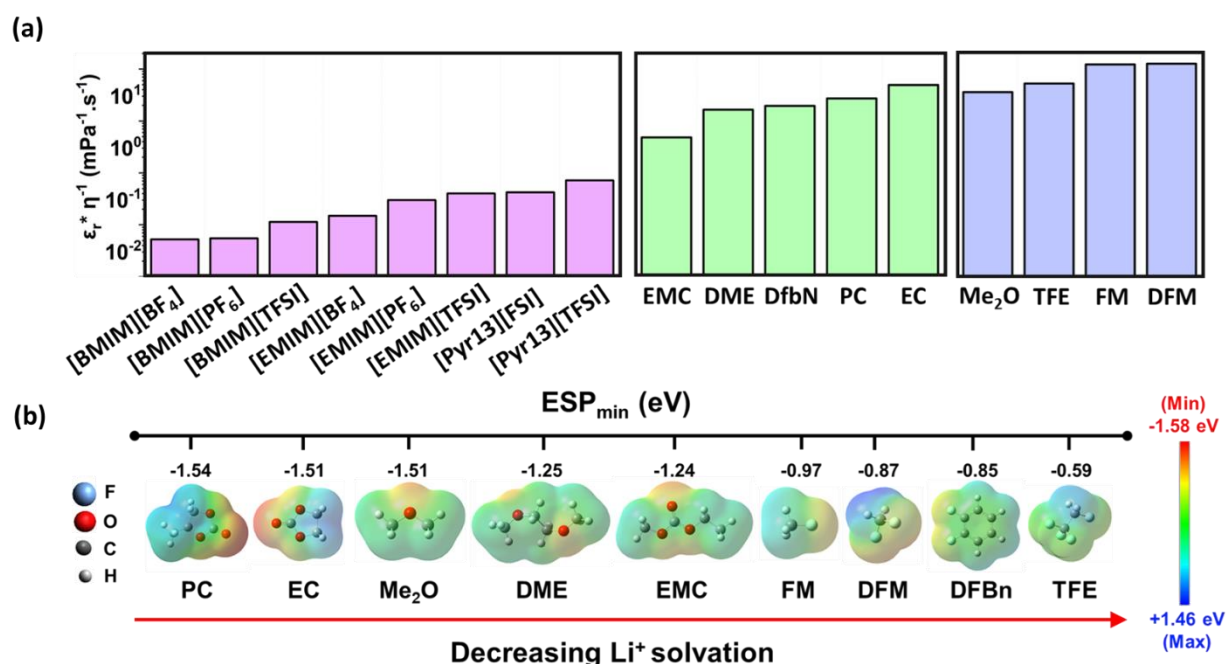 (a)
εᵣ* η⁻¹ (mPa⁻¹.s⁻¹)
10¹
10⁰
10⁻¹
10⁻²
[BMIM][BF₄]
[BMIM][PF₆]
[BMIM][TFSI]
[EMIM][BF₄]
[EMIM][PF₆]
[EMIM][TFSI]
[Pyr13][FSI]
[Pyr13][TFSI]
EMC DME DfbN PC EC
Me₂O TFE FM DFM
(b)
ESPₘᵢₙ (eV)
-1.54 -1.51 -1.51 -1.25 -1.24 -0.97 -0.87 -0.85 -0.59
F
O
C
H
PC EC Me₂O DME EMC FM DFM DFBn TFE
Decreasing Li⁺ solvation
(Min)
-1.58 eV
+1.46 eV
(Max)